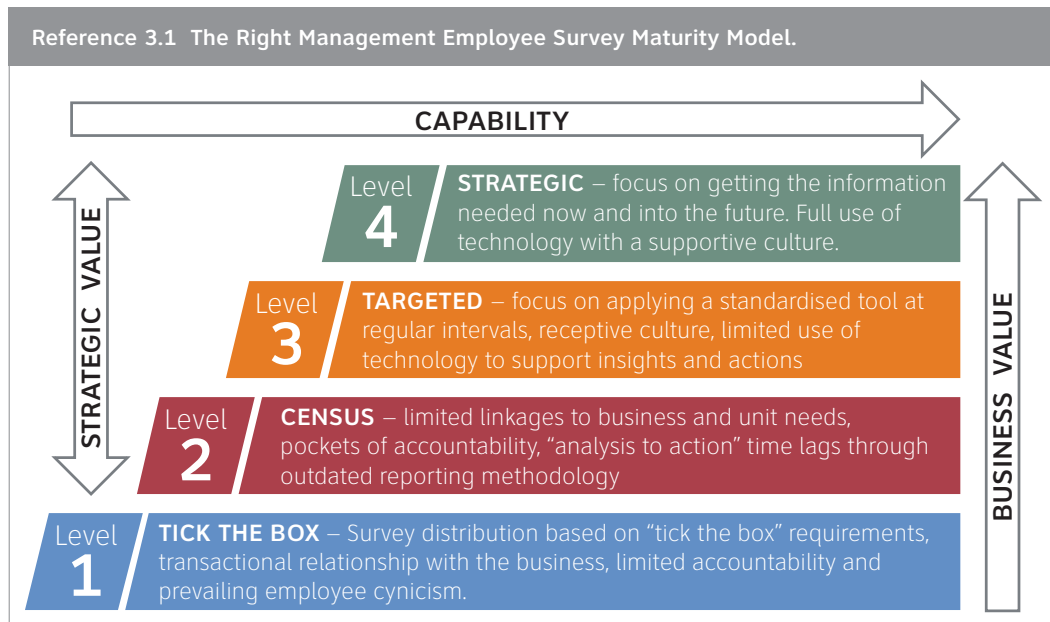 Reference 3.1 The Right Management Employee Survey Maturity Model.
CAPABILITY
STRATEGIC VALUE
Level
4
STRATEGIC – focus on getting the information
needed now and into the future. Full use of
technology with a supportive culture.
Level
3
TARGETED – focus on applying a standardised tool at
regular intervals, receptive culture, limited use of
technology to support insights and actions
Level
2
CENSUS – limited linkages to business and unit needs,
pockets of accountability, “analysis to action” time lags through
outdated reporting methodology
Level
1
TICK THE BOX – Survey distribution based on “tick the box” requirements,
transactional relationship with the business, limited accountability and
prevailing employee cynicism.
BUSINESS VALUE